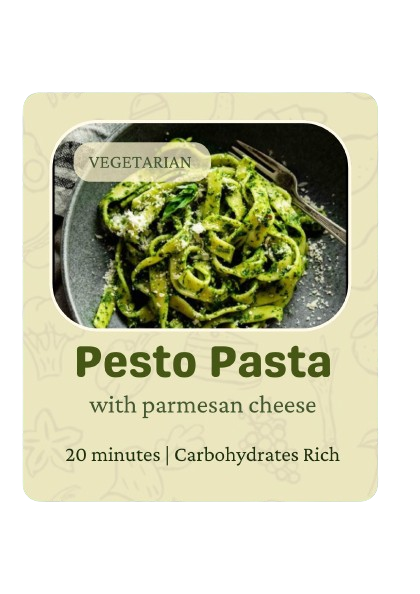 VEGETARIAN
Pesto Pasta
with parmesan cheese
20 minutes | Carbohydrates Rich